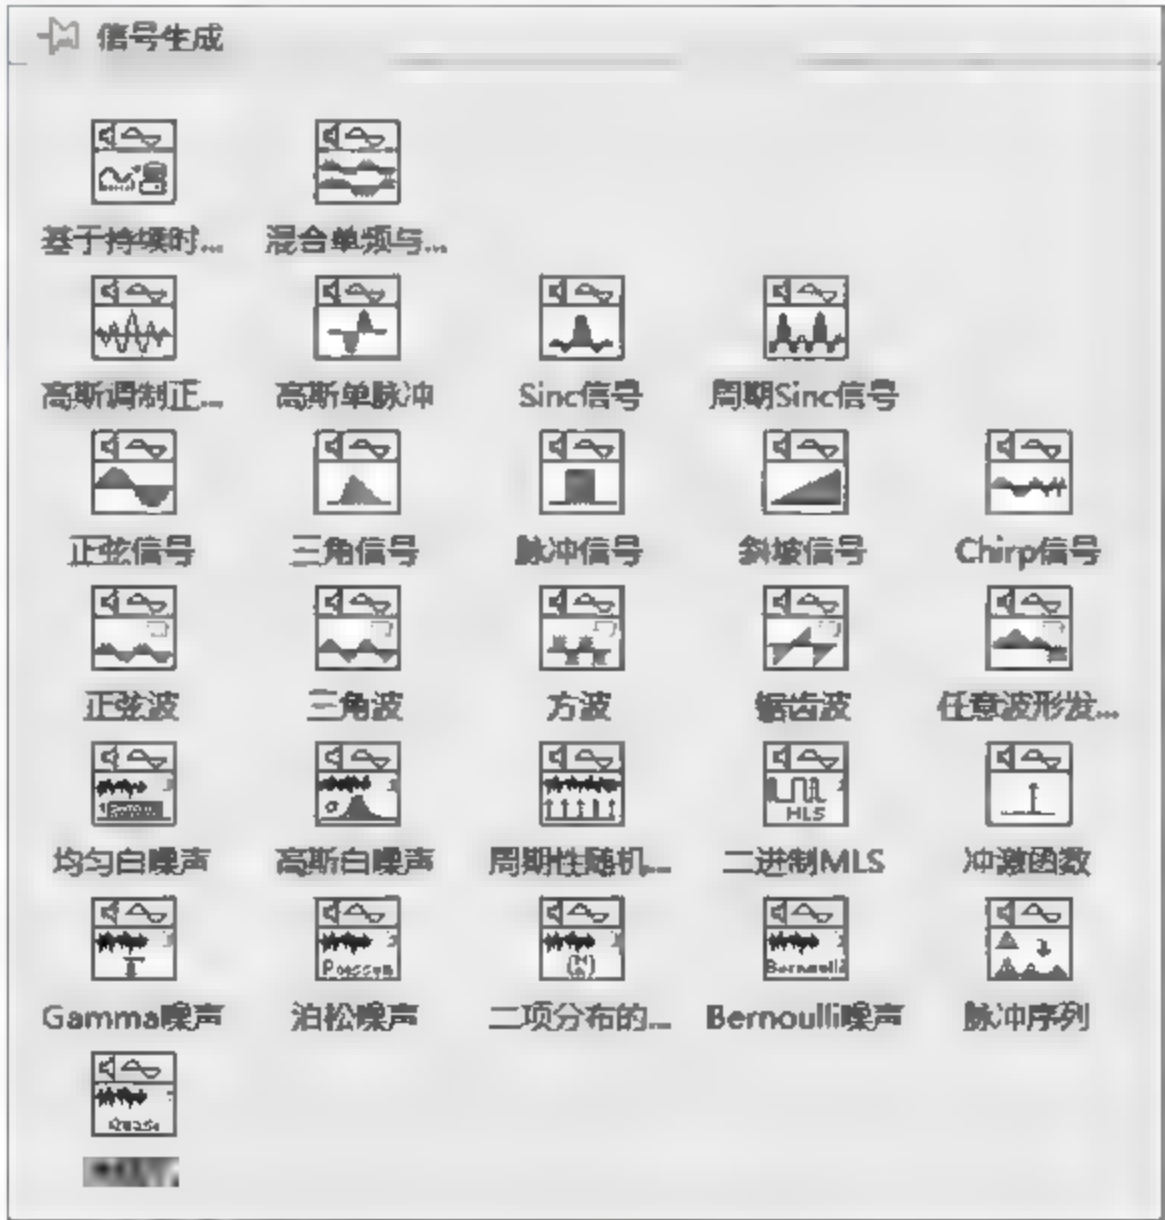 信号生成
基于持续时... 混合单频与...
高斯调制正... 高斯单脉冲 Sinc信号 周期Sinc信号
正弦信号 三角信号 脉冲信号 斜坡信号 Chirp信号
正弦波 三角波 方波 锯齿波 任意波形发...
MLS
均匀白噪声 高斯白噪声 周期性随机... 二进制MLS 冲激函数
Poisson Bernoulli
Gamma噪声 泊松噪声 二项分布的... Bernoulli噪声 脉冲序列
Quasi